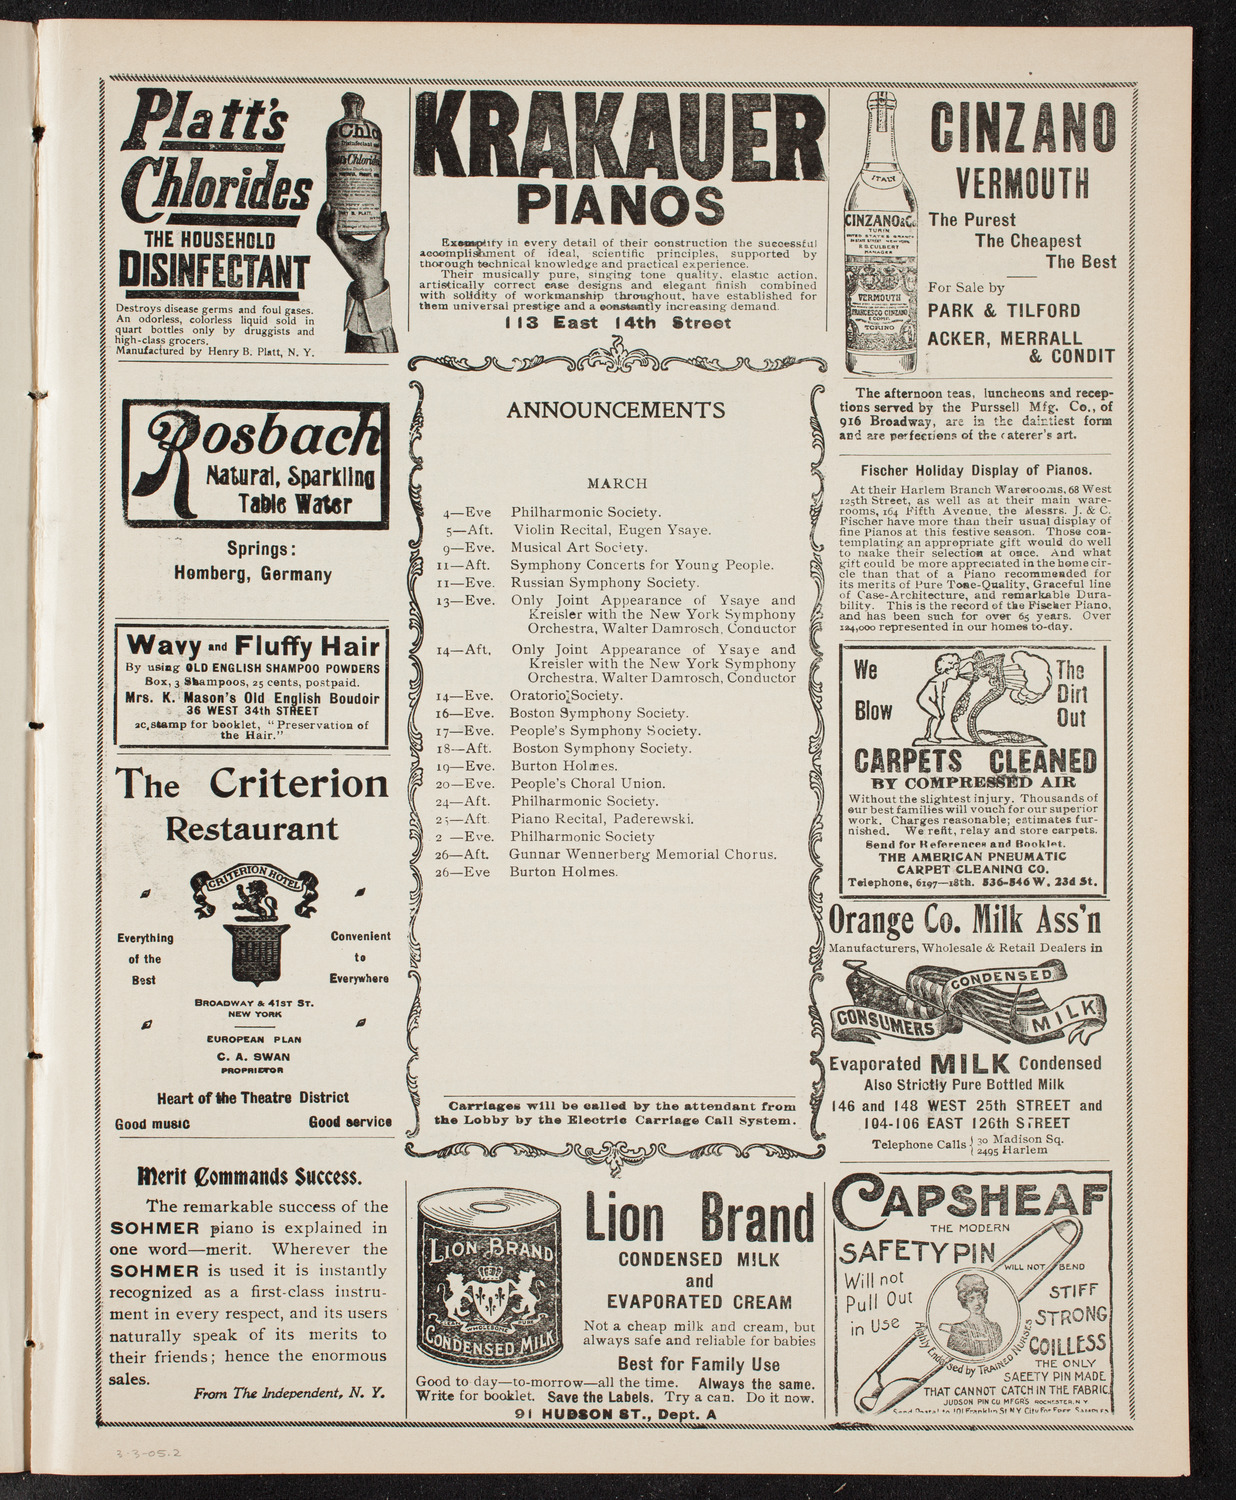 Platt's
Chlorides
THE HOUSEHOLD
DISINFECTANT
Destroys disease germs and foul gases.
An odorless, colorless liquid sold in
quart bottles only by druggists and
high-class grocers.
Manufactured by Henry B. Platt, N. Y.
Rosbach
Natural, Sparkling
Table Water
Springs:
Homberg, Germany
Wavy and Fluffy Hair
By using OLD ENGLISH SHAMPOO POWDERS
Box, 3 Shampoos, 25 cents, postpaid.
Mrs. K. Mason's Old English Boudoir
36 WEST 34th STREET
2c. stamp for booklet, "Preservation of
the Hair."
The Criterion
Restaurant
CRITERION HOTEL
Everything
of the
Best
Convenient
to
Everywhere
BROADWAY & 41ST ST.
NEW YORK
EUROPEAN PLAN
C. A. SWAN
PROPRIETOR
Heart of the Theatre District
Good music Good service
Merit Commands Success.
The remarkable success of the
SOHMER piano is explained in
one word—merit. Wherever the
SOHMER is used it is instantly
recognized as a first-class instru-
ment in every respect, and its users
naturally speak of its merits to
their friends; hence the enormous
sales.
From The Independent, N. Y.
KRAKAUER
PIANOS
Exemplify in every detail of their construction the successful
accomplishment of ideal, scientific principles, supported by
thorough technical knowledge and practical experience.
Their musically pure, singing tone quality, elastic action,
artistically correct case designs and elegant finish combined
with solidity of workmanship throughout, have established for
them universal prestige and a constantly increasing demand.
113 East 14th Street
ANNOUNCEMENTS
MARCH
4—Eve Philharmonic Society.
5—Aft. Violin Recital, Eugen Ysaye.
9—Eve. Musical Art Society.
11—Aft. Symphony Concerts for Young People.
11—Eve. Russian Symphony Society.
13—Eve. Only Joint Appearance of Ysaye and
Kreisler with the New York Symphony
Orchestra, Walter Damrosch, Conductor
14—Aft. Only Joint Appearance of Ysaye and
Kreisler with the New York Symphony
Orchestra, Walter Damrosch, Conductor
14—Eve. Oratorio Society.
16—Eve. Boston Symphony Society.
17—Eve. People's Symphony Society.
18—Aft. Boston Symphony Society.
19—Eve. Burton Holmes.
20—Eve. People's Choral Union.
24—Aft. Philharmonic Society.
25—Aft. Piano Recital, Paderewski.
2 —Eve. Philharmonic Society
26—Aft. Gunnar Wennerberg Memorial Chorus.
26—Eve Burton Holmes.
Carriages will be called by the attendant from
the Lobby by the Electric Carriage Call System.
LION BRAND
WHOLESOME PURE
CONDENSED MILK
Lion Brand
CONDENSED MILK
and
EVAPORATED CREAM
Not a cheap milk and cream, but
always safe and reliable for babies
Best for Family Use
Good to day—to-morrow—all the time. Always the same.
Write for booklet. Save the Labels. Try a can. Do it now.
91 HUDSON ST., Dept. A
ITALY
CINZANO & C.
TURIN
VERMOUTH
FRANCESCO CINZANO
TORINO
CINZANO
VERMOUTH
The Purest
The Cheapest
The Best
For Sale by
PARK & TILFORD
ACKER, MERRALL
& CONDIT
The afternoon teas, luncheons and recep-
tions served by the Purssell Mfg. Co., of
916 Broadway, are in the daintiest form
and are perfections of the caterer's art.
Fischer Holiday Display of Pianos.
At their Harlem Branch Warerooms, 68 West
125th Street, as well as at their main ware-
rooms, 164 Fifth Avenue, the Messrs. J. & C.
Fischer have more than their usual display of
fine Pianos at this festive season. Those con-
templating an appropriate gift would do well
to make their selection at once. And what
gift could be more appreciated in the home cir-
cle than that of a Piano recommended for
its merits of Pure Tone-Quality, Graceful line
of Case-Architecture, and remarkable Dura-
bility. This is the record of the Fischer Piano,
and has been such for over 65 years. Over
124,000 represented in our homes to-day.
We
Blow
The
Dirt
Out
CARPETS CLEANED
BY COMPRESSED AIR
Without the slightest injury. Thousands of
our best families will vouch for our superior
work. Charges reasonable; estimates fur-
nished. We refit, relay and store carpets.
Send for References and Booklet.
THE AMERICAN PNEUMATIC
CARPET CLEANING CO.
Telephone, 6197—18th. 536-546 W. 23d St.
Orange Co. Milk Ass'n
Manufacturers, Wholesale & Retail Dealers in
CONSUMERS
CONDENSED
MILK
Evaporated MILK Condensed
Also Strictly Pure Bottled Milk
146 and 148 WEST 25th STREET and
104-106 EAST 126th STREET
Telephone Calls { 30 Madison Sq.
2495 Harlem
CAPSHEAF
THE MODERN
SAFETY PIN
WILL NOT BEND
Will not
Pull Out
in Use
STIFF
STRONG
COILLESS
Highly Endorsed by TRAINED NURSES
THE ONLY
SAFETY PIN MADE
THAT CANNOT CATCH IN THE FABRIC
JUDSON PIN CO MFGRS ROCHESTER, N.Y
Send Postal to 101 Franklin St NY City For Free Samples
3-3-05.2